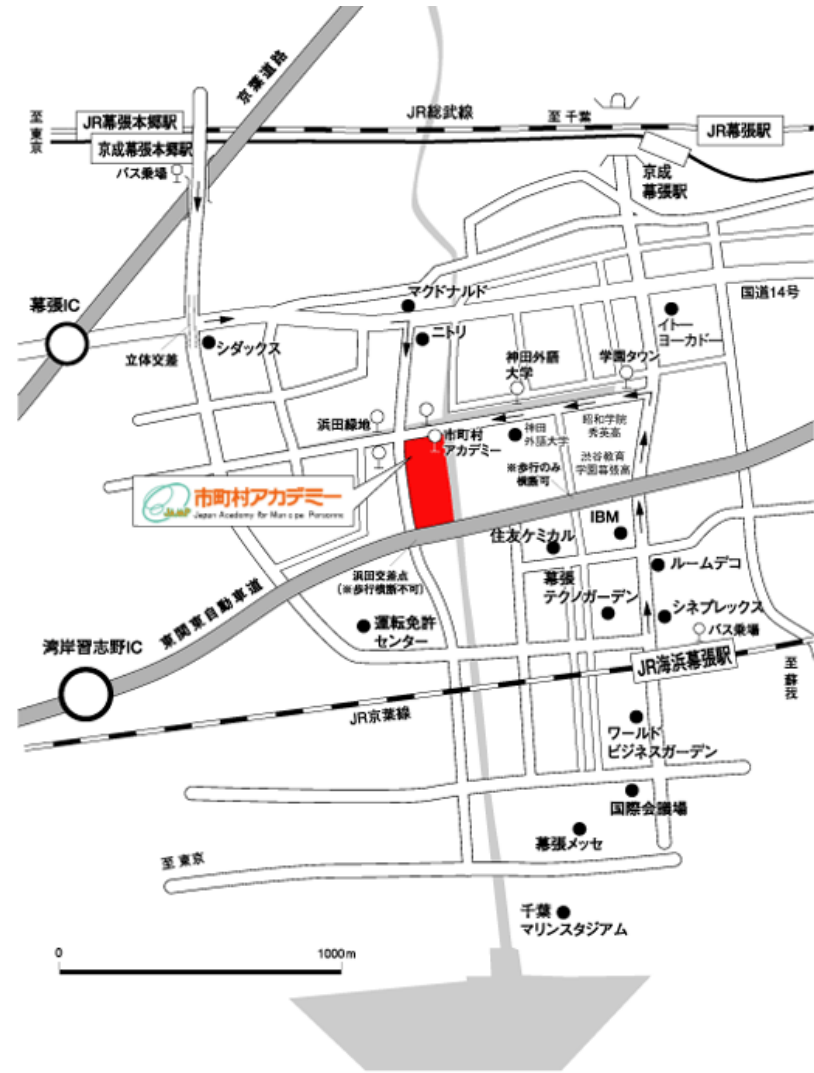 京葉道路
JR総武線
至 千葉
至東京
JR幕張本郷駅
京成幕張本郷駅
バス乗場
JR幕張駅
京成
幕張駅
幕張IC
マクドナルド
国道14号
立体交差
シダックス
ニトリ
イトー
ヨーカドー
神田外語
大学
学園タウン
浜田緑地
市町村
アカデミー
神田
外語大学
昭和学院
秀英高
渋谷教育
学園幕張高
※歩行のみ
横断可
市町村アカデミー
JAMP
Japan Academy for Municipal Personnel
IBM
住友ケミカル
浜田交差点
(※歩行横断不可)
幕張
テクノガーデン
ルームデコ
東関東自動車道
運転免許
センター
シネプレックス
バス乗場
湾岸習志野IC
JR海浜幕張駅
至蘇我
JR京葉線
ワールド
ビジネスガーデン
国際会議場
幕張メッセ
至 東京
千葉
マリンスタジアム
0
1000m